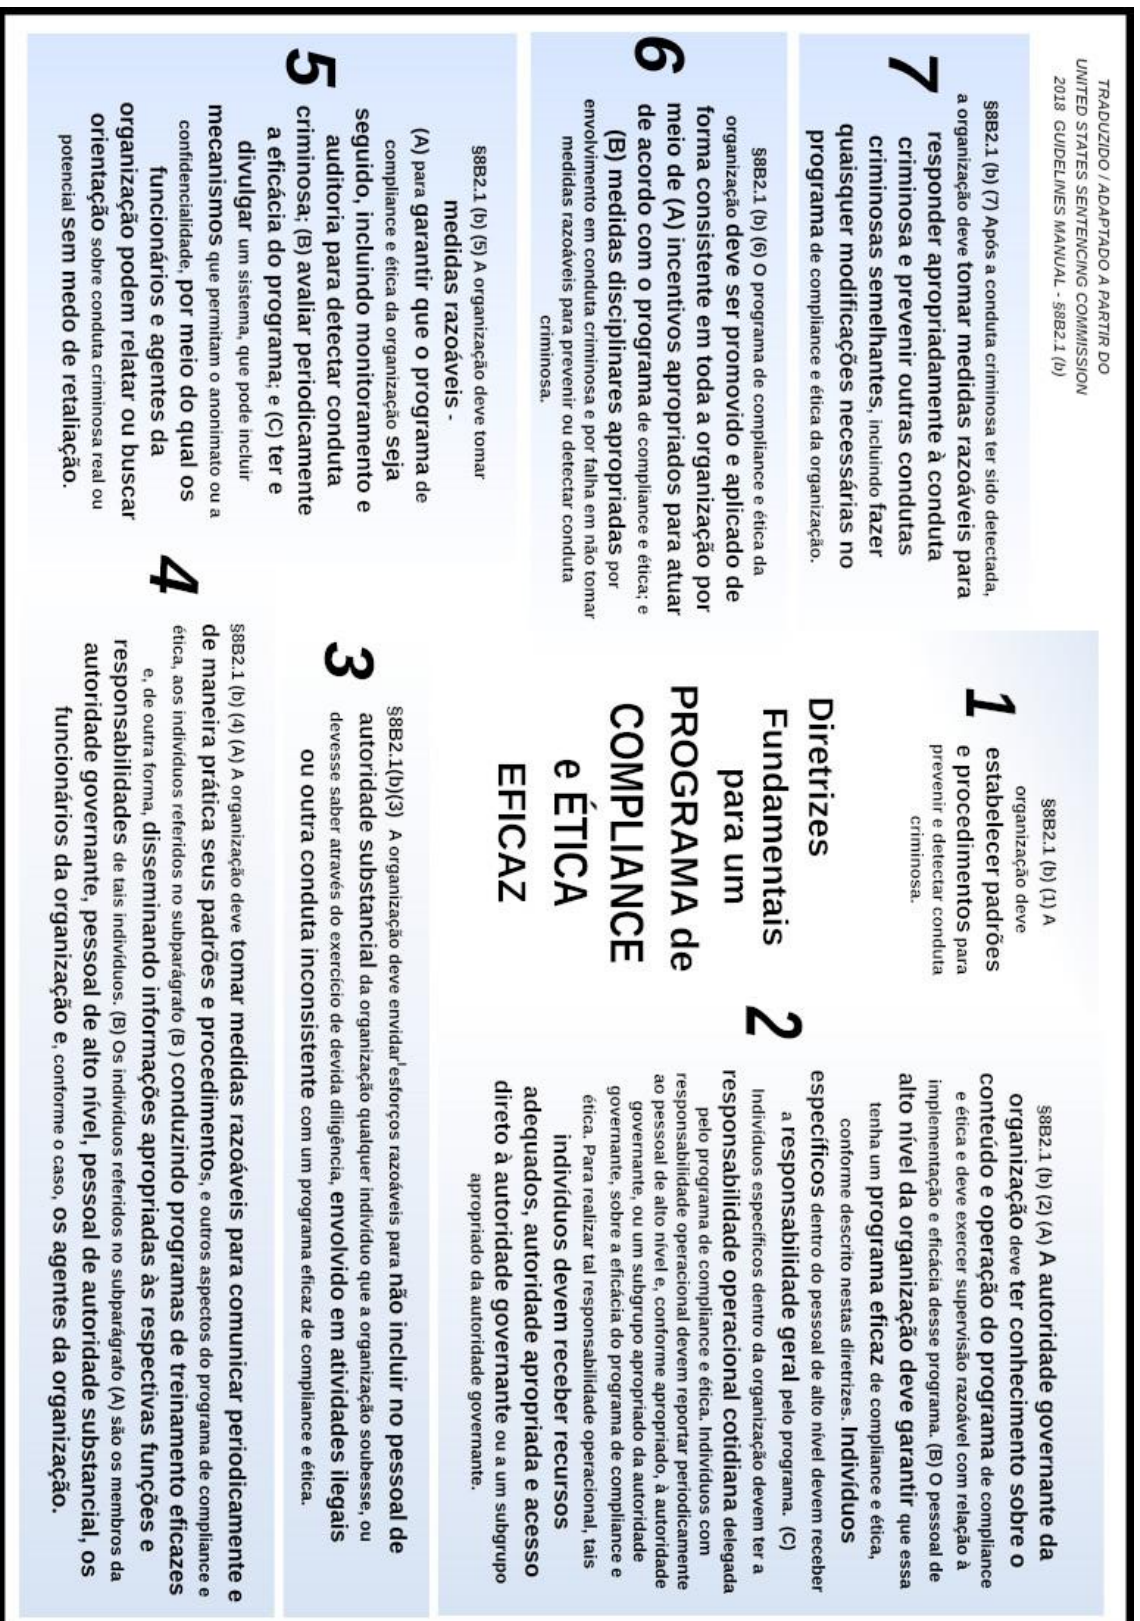 TRADUZIDO / ADAPTADO A PARTIR DO
UNITED STATES SENTENCING COMMISSION
2018 GUIDELINES MANUAL - §8B2.1 (b)
Diretrizes
Fundamentais
para um
PROGRAMA de
COMPLIANCE
e ÉTICA
EFICAZ
1
§8B2.1 (b) (1) A
organização deve
estabelecer padrões
e procedimentos para
prevenir e detectar conduta
criminosa.
2
§8B2.1 (b) (2) (A) A autoridade governante da
organização deve ter conhecimento sobre o
conteúdo e operação do programa de compliance
e ética e deve exercer supervisão razoável com relação à
implementação e eficácia desse programa. (B) O pessoal de
alto nível da organização deve garantir que essa
tenha um programa eficaz de compliance e ética,
conforme descrito nestas diretrizes. Indivíduos
específicos dentro do pessoal de alto nível devem receber
a responsabilidade geral pelo programa. (C)
Indivíduos específicos dentro da organização devem ter a
responsabilidade operacional cotidiana delegada
pelo programa de compliance e ética. Indivíduos com
responsabilidade operacional devem reportar periodicamente
ao pessoal de alto nível e, conforme apropriado, à autoridade
governante, ou um subgrupo apropriado da autoridade
governante, sobre a eficácia do programa de compliance e
ética. Para realizar tal responsabilidade operacional, tais
indivíduos devem receber recursos
adequados, autoridade apropriada e acesso
direto à autoridade governante ou a um subgrupo
apropriado da autoridade governante.
3
§8B2.1(b)(3) A organização deve envidar esforços razoáveis para não incluir no pessoal de
autoridade substancial da organização qualquer indivíduo que a organização soubesse, ou
devesse saber através do exercício de devida diligência, envolvido em atividades ilegais
ou outra conduta inconsistente com um programa eficaz de compliance e ética.
4
§8B2.1 (b) (4) (A) A organização deve tomar medidas razoáveis para comunicar periodicamente e
de maneira prática seus padrões e procedimentos, e outros aspectos do programa de compliance e
ética, aos indivíduos referidos no subparágrafo (B ) conduzindo programas de treinamento eficazes
e, de outra forma, disseminando informações apropriadas às respectivas funções e
responsabilidades de tais indivíduos. (B) Os indivíduos referidos no subparágrafo (A) são os membros da
autoridade governante, pessoal de alto nível, pessoal de autoridade substancial, os
funcionários da organização e, conforme o caso, os agentes da organização.
5
§8B2.1 (b) (5) A organização deve tomar
medidas razoáveis -
(A) para garantir que o programa de
compliance e ética da organização seja
seguido, incluindo monitoramento e
auditoria para detectar conduta
criminosa; (B) avaliar periodicamente
a eficácia do programa; e (C) ter e
divulgar um sistema, que pode incluir
mecanismos que permitam o anonimato ou a
confidencialidade, por meio do qual os
funcionários e agentes da
organização podem relatar ou buscar
orientação sobre conduta criminosa real ou
potencial sem medo de retaliação.
6
§8B2.1 (b) (6) O programa de compliance e ética da
organização deve ser promovido e aplicado de
forma consistente em toda a organização por
meio de (A) incentivos apropriados para atuar
de acordo com o programa de compliance e ética; e
(B) medidas disciplinares apropriadas por
envolvimento em conduta criminosa e por falha em não tomar
medidas razoáveis para prevenir ou detectar conduta
criminosa.
7
§8B2.1 (b) (7) Após a conduta criminosa ter sido detectada,
a organização deve tomar medidas razoáveis para
responder apropriadamente à conduta
criminosa e prevenir outras condutas
criminosas semelhantes, incluindo fazer
quaisquer modificações necessárias no
programa de compliance e ética da organização.